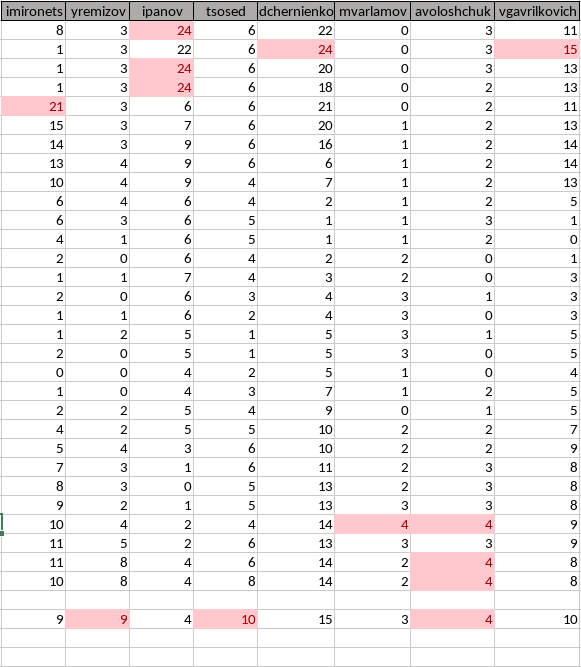 imironets yremizov ipanov tsosed dchernienko mvarlamov avoloshchuk vgavrilkovich
8 3 24 6 22 0 3 11
1 3 22 6 24 0 3 15
1 3 24 6 20 0 3 13
1 3 24 6 18 0 2 13
21 3 6 6 21 0 2 11
15 3 7 6 20 1 2 13
14 3 9 6 16 1 2 14
13 4 9 6 6 1 2 14
10 4 9 4 7 1 2 13
6 4 6 4 2 1 2 5
6 3 6 5 1 1 3 1
4 1 6 5 1 1 2 0
2 0 6 4 2 2 0 1
1 1 7 4 3 2 0 3
2 0 6 3 4 3 1 3
1 1 6 2 4 3 0 3
1 2 5 1 5 3 1 5
2 0 5 1 5 3 0 5
0 0 4 2 5 1 0 4
1 0 4 3 7 1 2 5
2 2 5 4 9 0 1 5
4 2 5 5 10 2 2 7
5 4 3 6 10 2 2 9
7 3 1 6 11 2 3 8
8 3 0 5 13 2 3 8
9 2 1 5 13 3 3 8
10 4 2 4 14 4 4 9
11 5 2 6 13 3 3 9
11 8 4 6 14 2 4 8
10 8 4 8 14 2 4 8
9 9 4 10 15 3 4 10